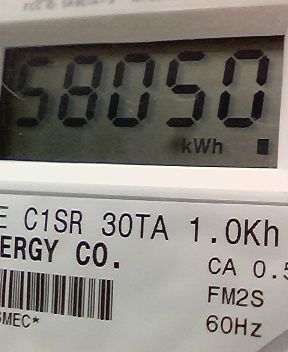 58050
kWh
E C1SR 30TA 1.0Kh
ERGY CO.
CA 0.5
FM2S
60Hz
SMEC*